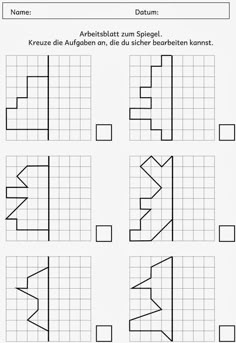 Name: Datum:
Arbeitsblatt zum Spiegel.
Kreuze die Aufgaben an, die du sicher bearbeiten kannst.